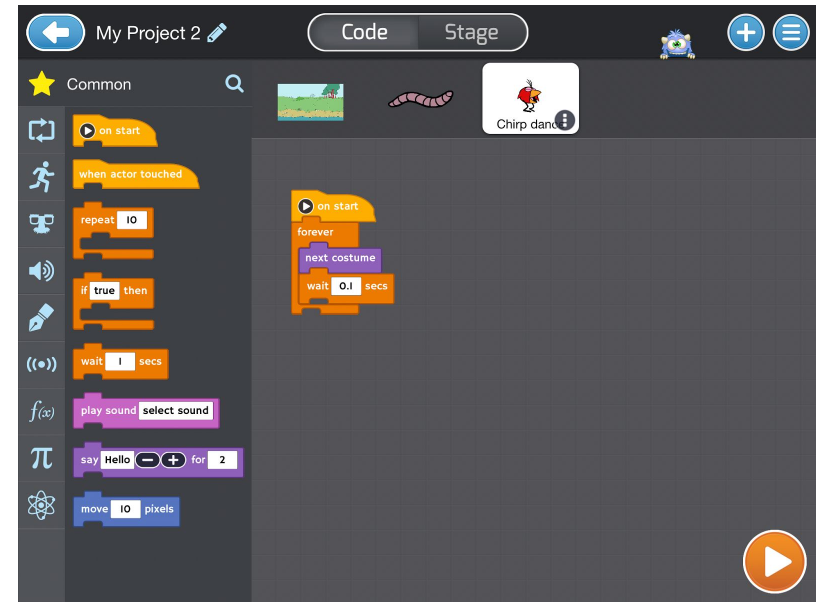 My Project 2
Code
Stage
Common
on start
when actor touched
repeat 10
if true then
wait 1 secs
play sound select sound
say Hello for 2
move 10 pixels
f(x)
π
Chirp danc
on start
forever
next costume
wait 0.1 secs